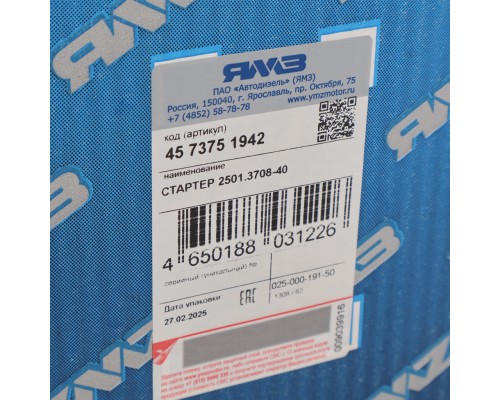 ЯМЗ
ПАО «Автодизель» (ЯМЗ)
Россия, 150040, г. Ярославль, пр. Октября, 75
+7 (4852) 58-78-78
www.ymzmotor.ru
код (артикул)
45 7375 1942
наименование
СТАРТЕР 2501.3708-40
4 650188 031226
серийный (уникальный) №
025-000-191-50
Дата упаковки
27.02.2025
EAC
009039916
ЯМЗ